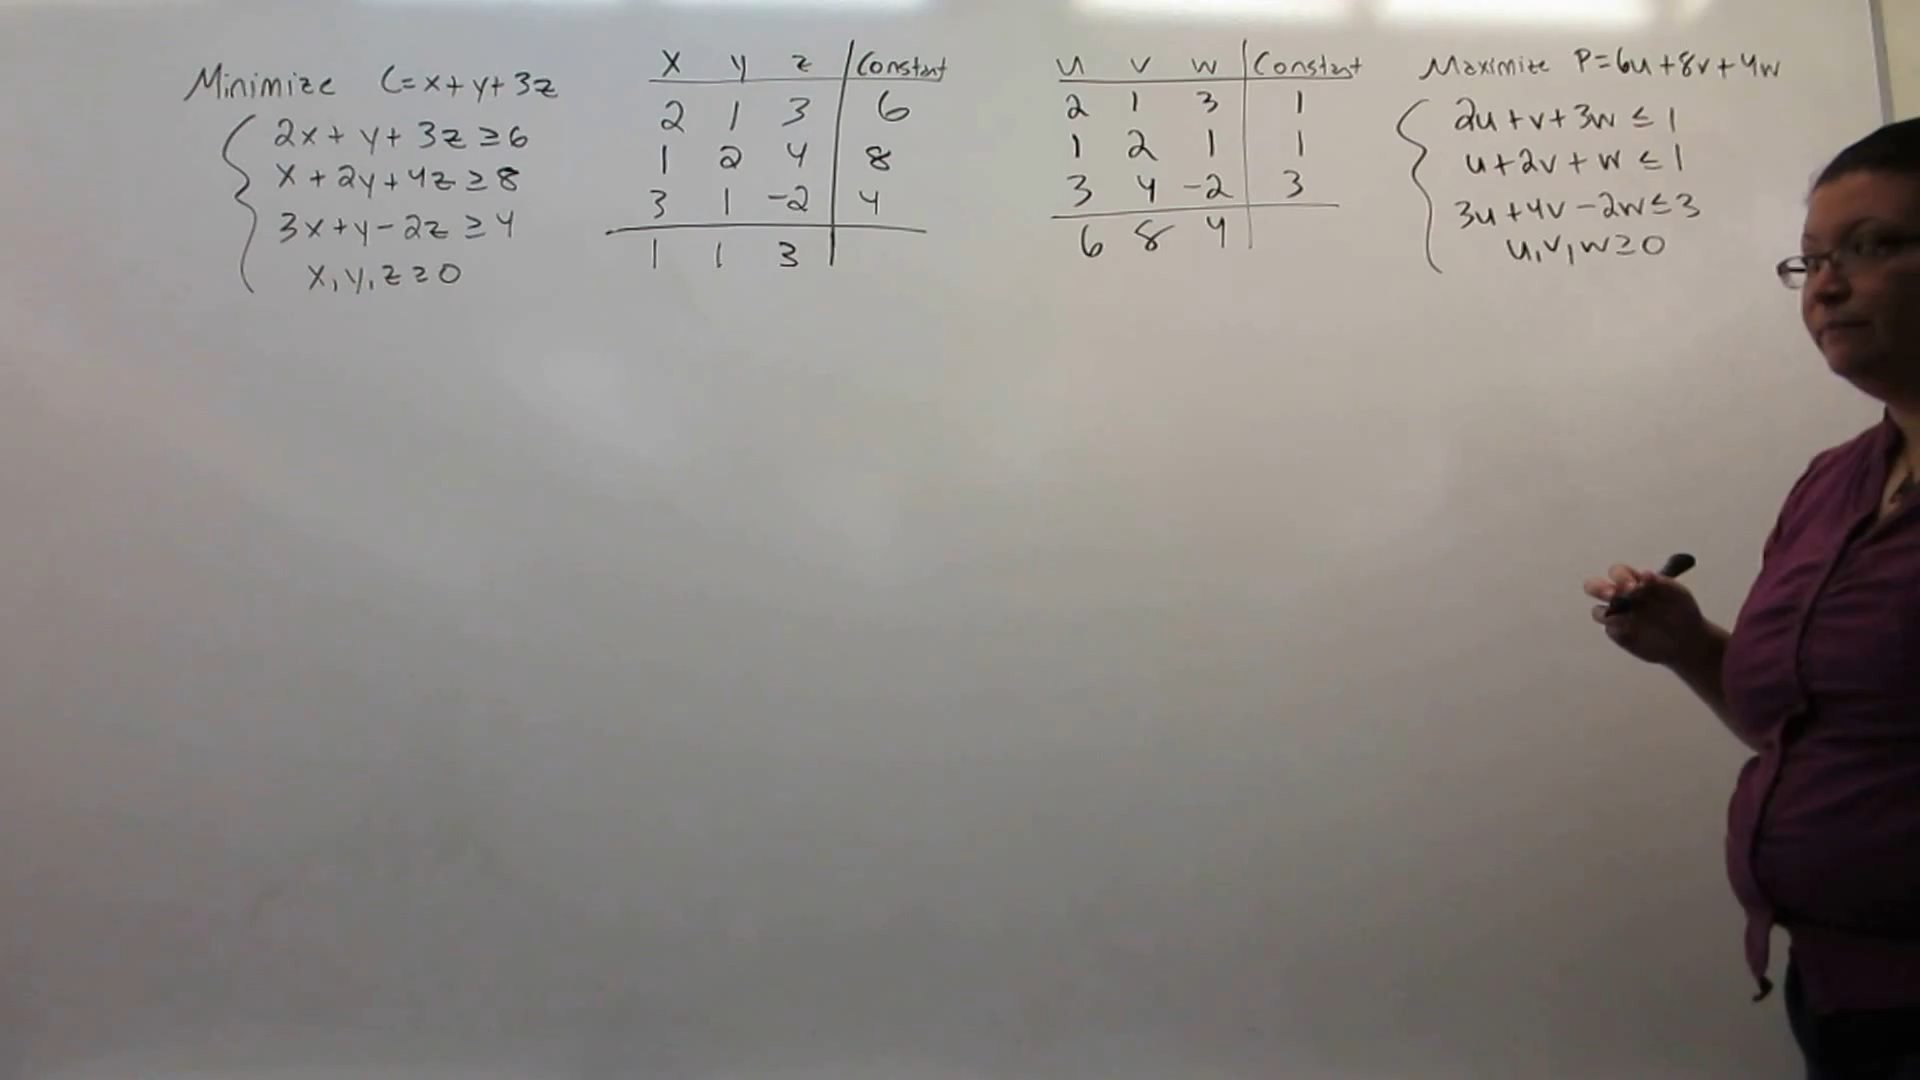 Minimize C=x+y+3z
2x+y+3z≥6
x+2y+4z≥8
3x+y-2z≥4
x,y,z≥0
x y z Constant
2 1 3 6
1 2 4 8
3 1 -2 4
1 1 3
u v w Constant
2 1 3 1
1 2 1 1
3 4 -2 3
6 8 4
Maximize P=6u+8v+4w
2u+v+3w≤1
u+2v+w≤1
3u+4v-2w≤3
u,v,w≥0